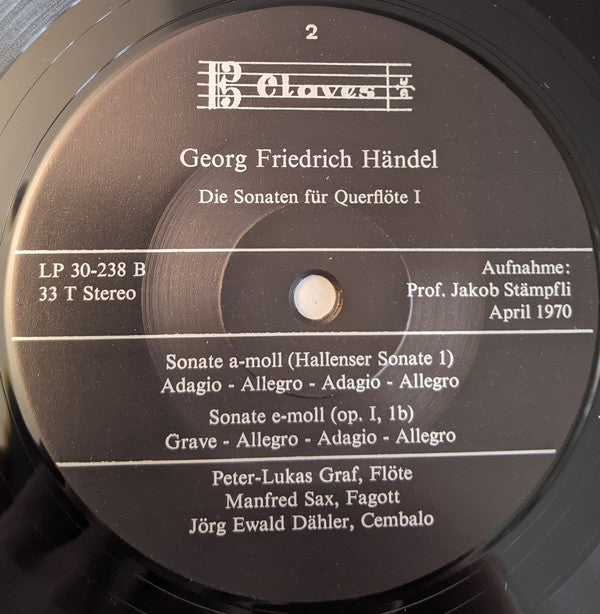 2
Claves
Georg Friedrich Händel
Die Sonaten für Querflöte I
LP 30-238 B
33 T Stereo
Aufnahme:
Prof. Jakob Stämpfli
April 1970
Sonate a-moll (Hallenser Sonate 1)
Adagio - Allegro - Adagio - Allegro
Sonate e-moll (op. I, 1b)
Grave - Allegro - Adagio - Allegro
Peter-Lukas Graf, Flöte
Manfred Sax, Fagott
Jörg Ewald Dähler, Cembalo